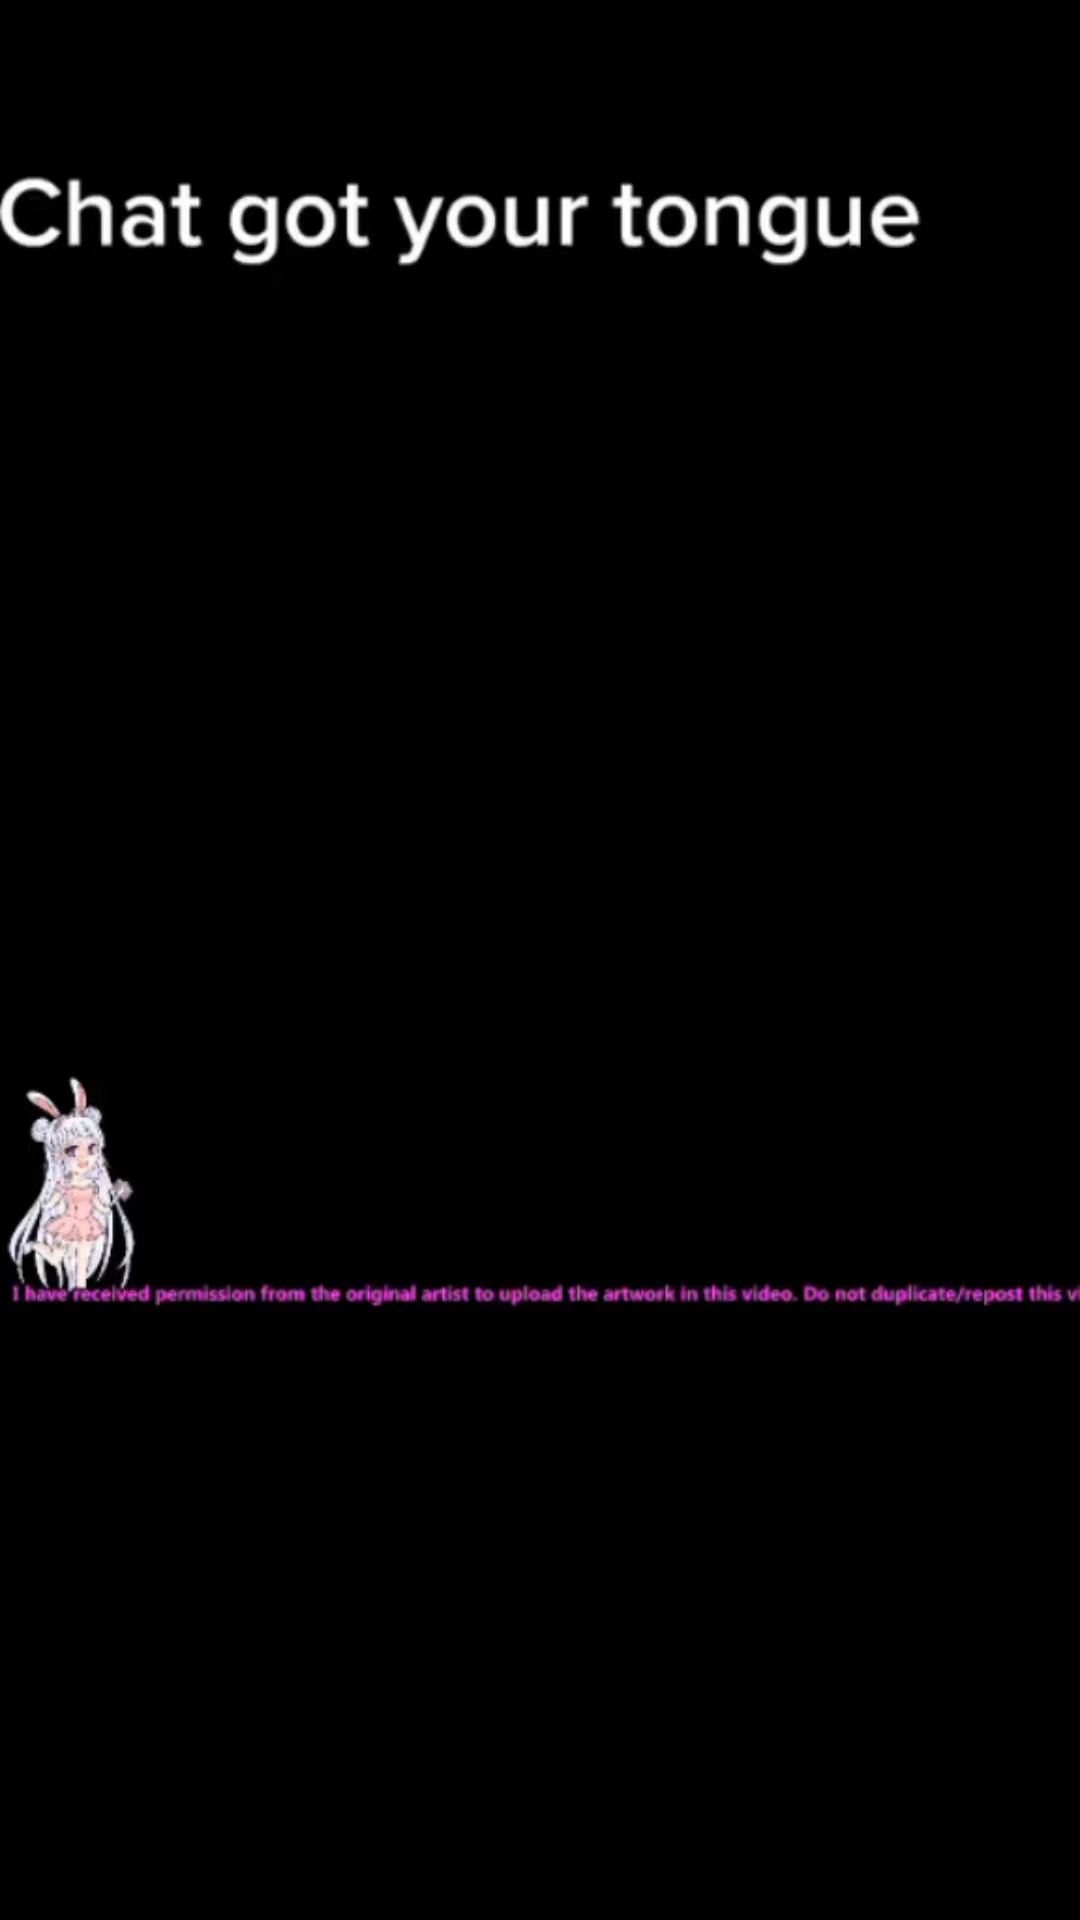 Chat got your tongue
I have received permission from the original artist to upload the artwork in this video. Do not duplicate/repost this